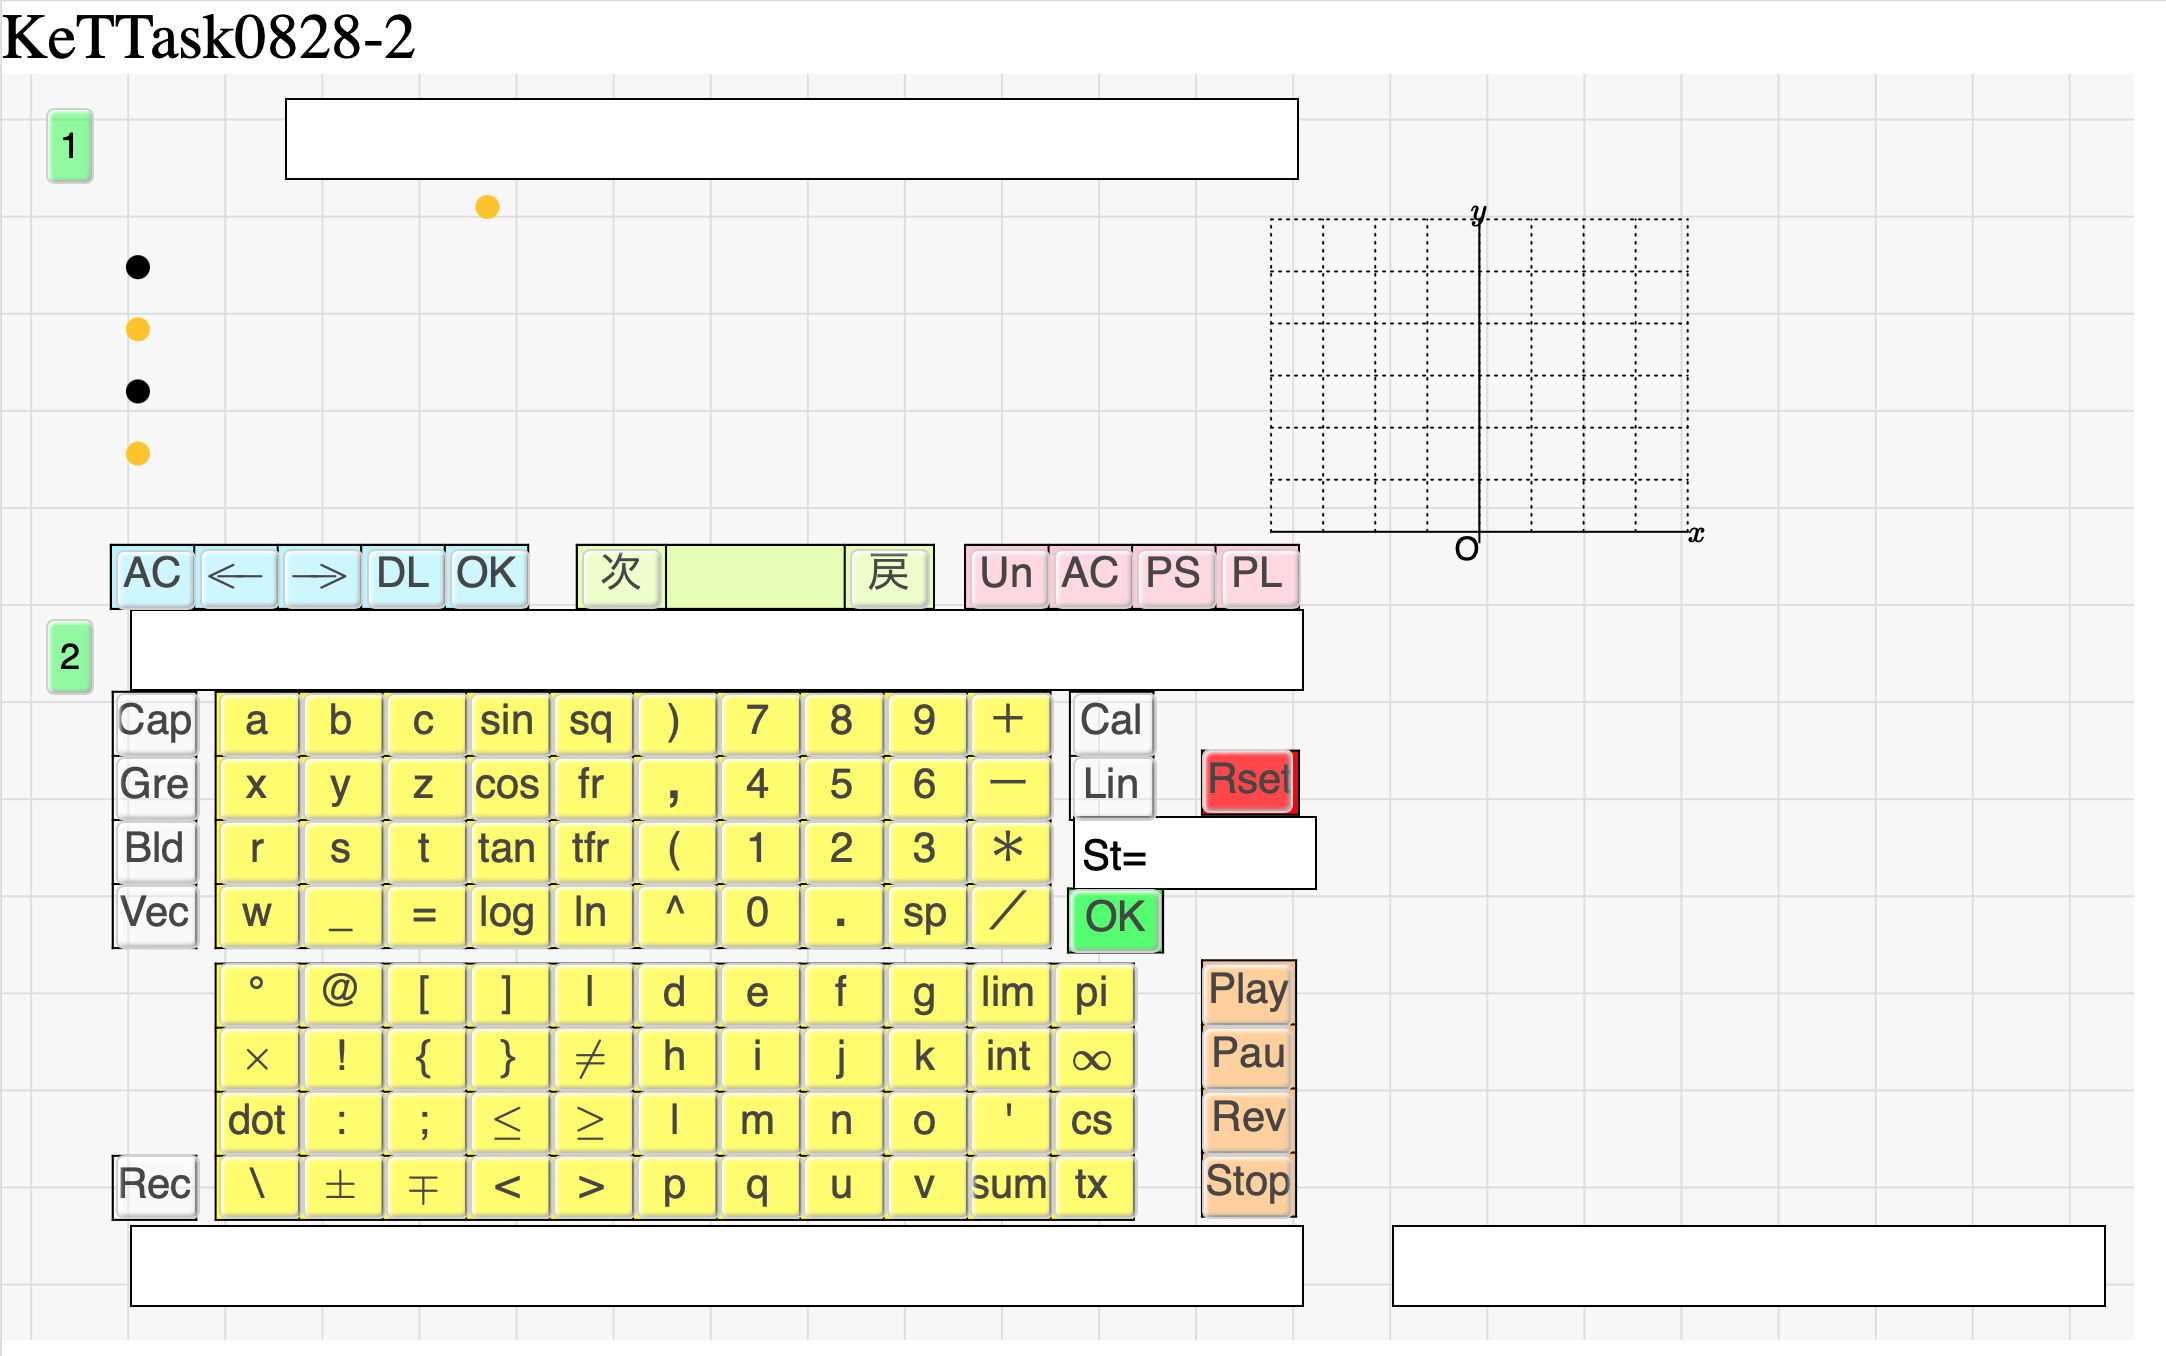 KeTTask0828-2
1
y
x
O
AC ← → DL OK 次 戻 Un AC PS PL
2
Cap a b c sin sq ) 7 8 9 + Cal
Gre x y z cos fr , 4 5 6 − Lin Rset
Bld r s t tan tfr ( 1 2 3 * St=
Vec w _ = log ln ^ 0 . sp / OK
° @ [ ] | d e f g lim pi Play
× ! { } ≠ h i j k int ∞ Pau
dot : ; ≤ ≥ l m n o ' cs Rev
Rec \ ± ∓ < > p q u v sum tx Stop